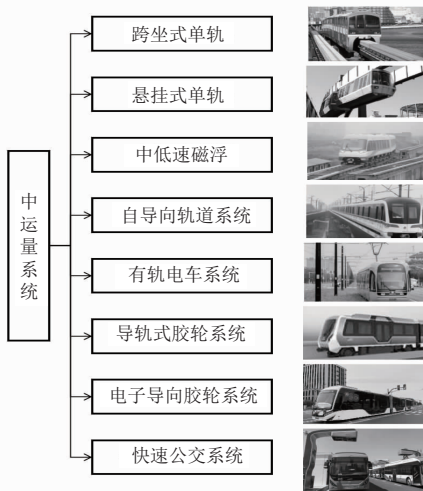 中运量系统
跨坐式单轨
悬挂式单轨
中低速磁浮
自导向轨道系统
有轨电车系统
导轨式胶轮系统
电子导向胶轮系统
快速公交系统